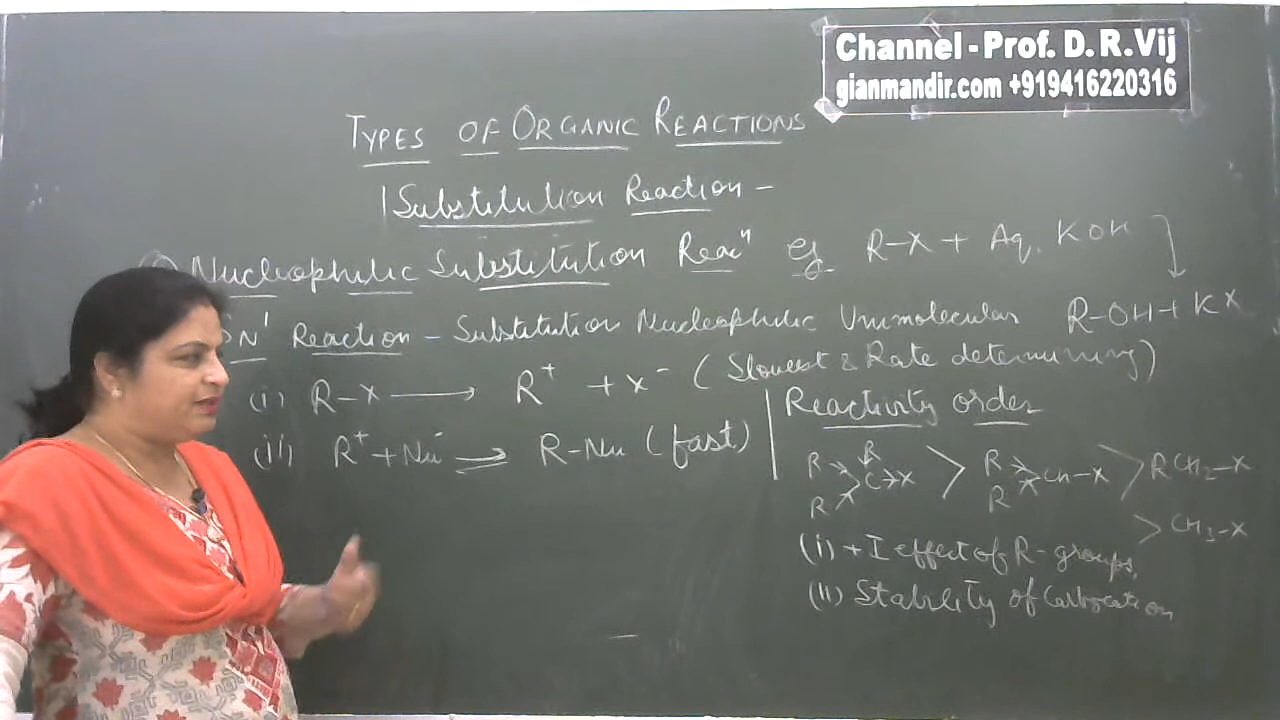 Channel - Prof. D. R. Vij
gianmandir.com +919416220316
TYPES OF ORGANIC REACTIONS
Substitution Reaction -
Nucleophilic Substitution Reacⁿ eg. R-X + Aq. KOH
R-OH + KX
SN¹ Reaction - Substitution Nucleophilic Unimolecular
(i) R-X → R⁺ + X⁻ (Slowest & Rate determining)
(ii) R⁺ + Nu⁻ ⇌ R-Nu (fast)
Reactivity order
R R R C→X > R R CH-X > RCH₂-X
> CH₃-X
(i) + I effect of R-groups.
(ii) Stability of Carbocation